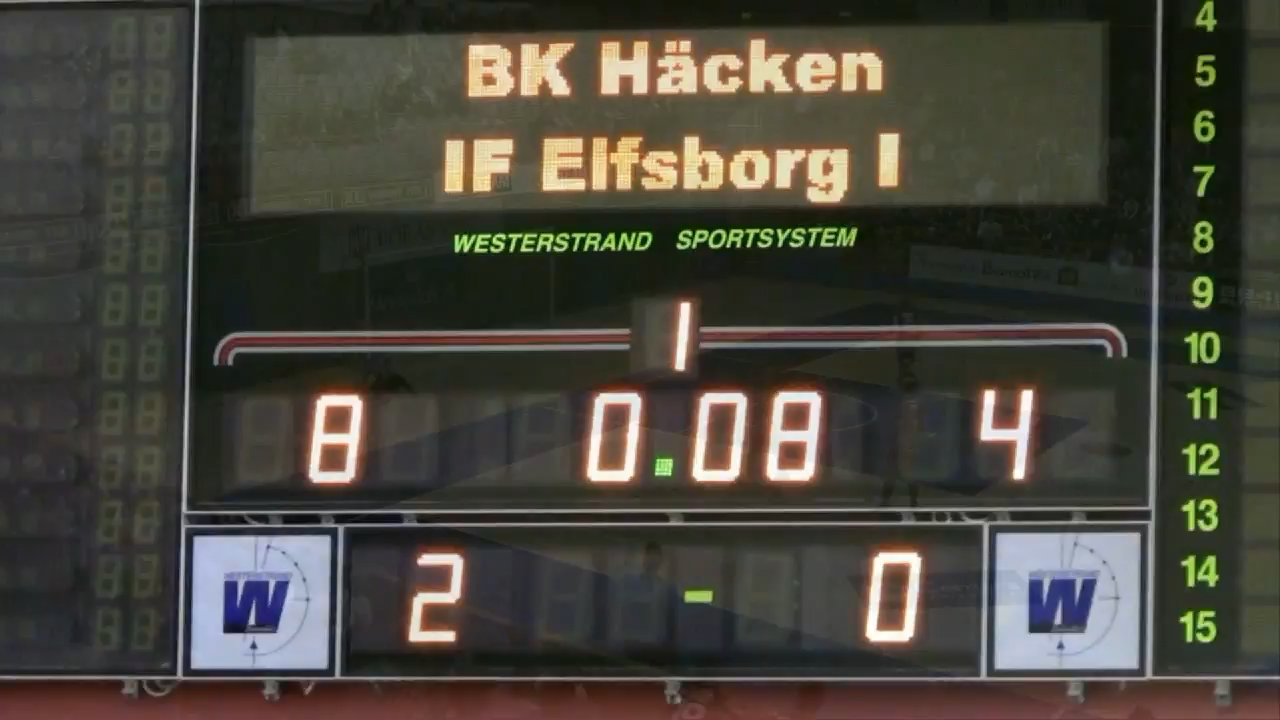 BK Häcken
IF Elfsborg I
WESTERSTRAND SPORTSYSTEM
1
8 0.08 4
2 - 0
W W
4
5
6
7
8
9
10
11
12
13
14
15